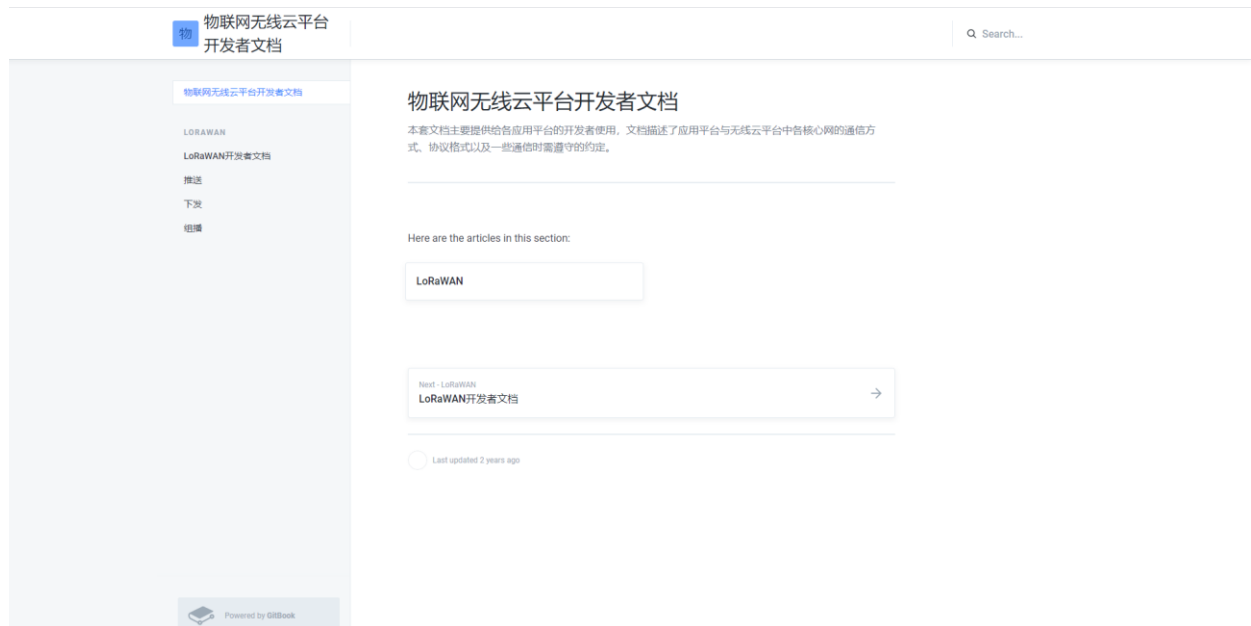 物
物联网无线云平台
开发者文档
Search...
物联网无线云平台开发者文档
LORAWAN
LoRaWAN开发者文档
推送
下发
组播
物联网无线云平台开发者文档
本套文档主要提供给各应用平台的开发者使用，文档描述了应用平台与无线云平台中各核心网的通信方
式、协议格式以及一些通信时需遵守的约定。
Here are the articles in this section:
LoRaWAN
Next - LoRaWAN
LoRaWAN开发者文档
Last updated 2 years ago
Powered by GitBook